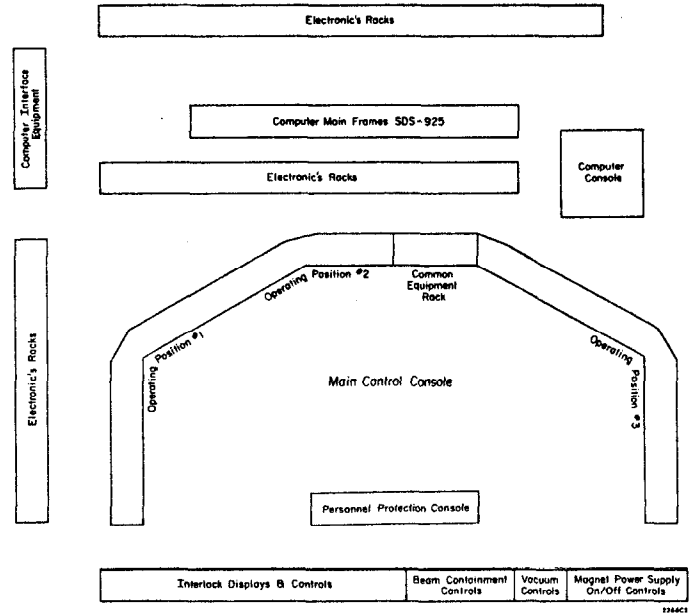 Electronic's Racks
Computer Interface
Equipment
Computer Main Frames SDS-925
Computer
Console
Electronic's Racks
Operating Position #2
Common
Equipment
Rack
Operating Position #1
Operating Position #3
Electronic's Racks
Main Control Console
Personnel Protection Console
Interlock Displays & Controls
Beam Containment
Controls
Vacuum
Controls
Magnet Power Supply
On/Off Controls